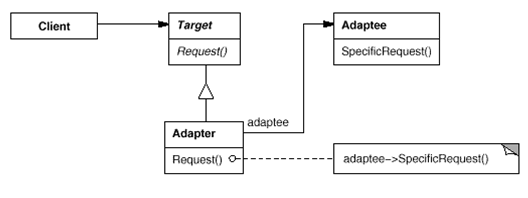 Client
Target
Request()
Adaptee
SpecificRequest()
adaptee
Adapter
Request()
adaptee->SpecificRequest()